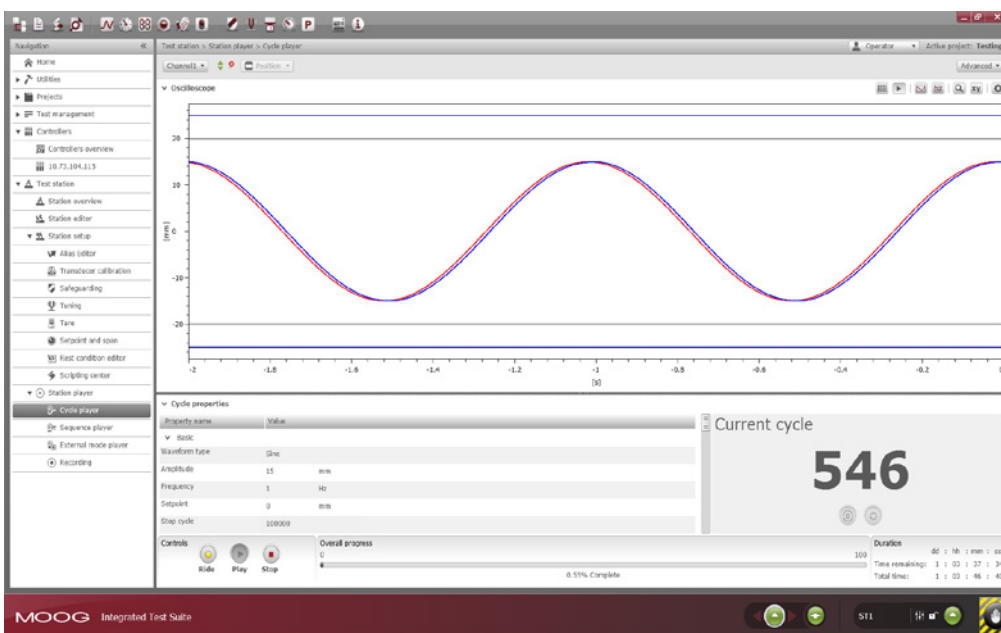 P
Navigation
Test station > Station player > Cycle player
Operator
Active project: Testing
Home
Channel1
Position
Advanced
Utilities
Oscilloscope
xy
Projects
Test management
Controllers
Controllers overview
10.73.104.115
Test station
Station overview
Station editor
Station setup
Alias Editor
Transducer calibration
Safeguarding
Tuning
Tare
Setpoint and span
Rest condition editor
Scripting center
Station player
Cycle player
Sequence player
External mode player
Recording
20
10
0
-10
-20
[mm]
-2 -1.8 -1.6 -1.4 -1.2 -1 -0.8 -0.6 -0.4 -0.2
[s]
Cycle properties
Property name Value
Basic
Waveform type Sine
Amplitude 15 mm
Frequency 1 Hz
Setpoint 0 mm
Stop cycle 100000
Current cycle
546
Controls
Ride Play Stop
Overall progress
0 100
0.55% Complete
Duration
dd : hh : mm : ss
Time remaining: 1 : 03 : 37 :
Total time: 1 : 03 : 46 :
MOOG Integrated Test Suite
ST1